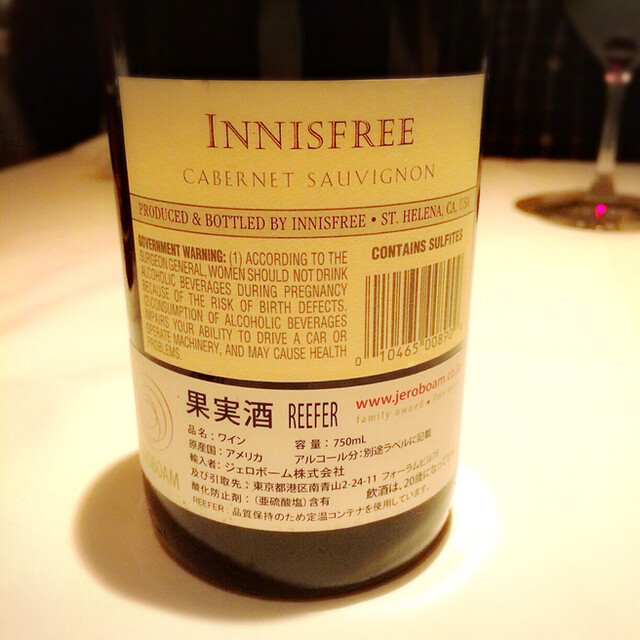 INNISFREE
CABERNET SAUVIGNON
PRODUCED & BOTTLED BY INNISFREE • ST. HELENA, CA, USA
GOVERNMENT WARNING: (1) ACCORDING TO THE
SURGEON GENERAL, WOMEN SHOULD NOT DRINK
ALCOHOLIC BEVERAGES DURING PREGNANCY
BECAUSE OF THE RISK OF BIRTH DEFECTS.
CONSUMPTION OF ALCOHOLIC BEVERAGES
IMPAIRS YOUR ABILITY TO DRIVE A CAR OR
OPERATE MACHINERY, AND MAY CAUSE HEALTH
PROBLEMS.
CONTAINS SULFITES
0 10465 00890
果実酒 REEFER
www.jeroboam.co
family owned •
品名：ワイン 容量：750mL
原産国：アメリカ アルコール分：別途ラベルに記載
輸入者：ジェロボーム株式会社
及び引取先：東京都港区南青山2-24-11 フォーラムビル
酸化防止剤：（亜硫酸塩）含有 飲酒は、20歳になって
REEFER：品質保持のため定温コンテナを使用しています。
OAM